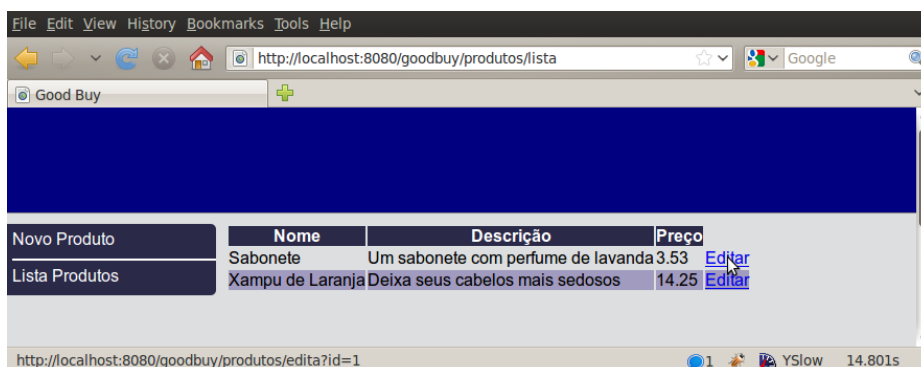 File Edit View History Bookmarks Tools Help
http://localhost:8080/goodbuy/produtos/lista Google
Good Buy
Novo Produto
Lista Produtos
Nome Descrição Preço
Sabonete Um sabonete com perfume de lavanda 3.53 Editar
Xampu de Laranja Deixa seus cabelos mais sedosos 14.25 Editar
http://localhost:8080/goodbuy/produtos/edita?id=1 1 YSlow 14.801s